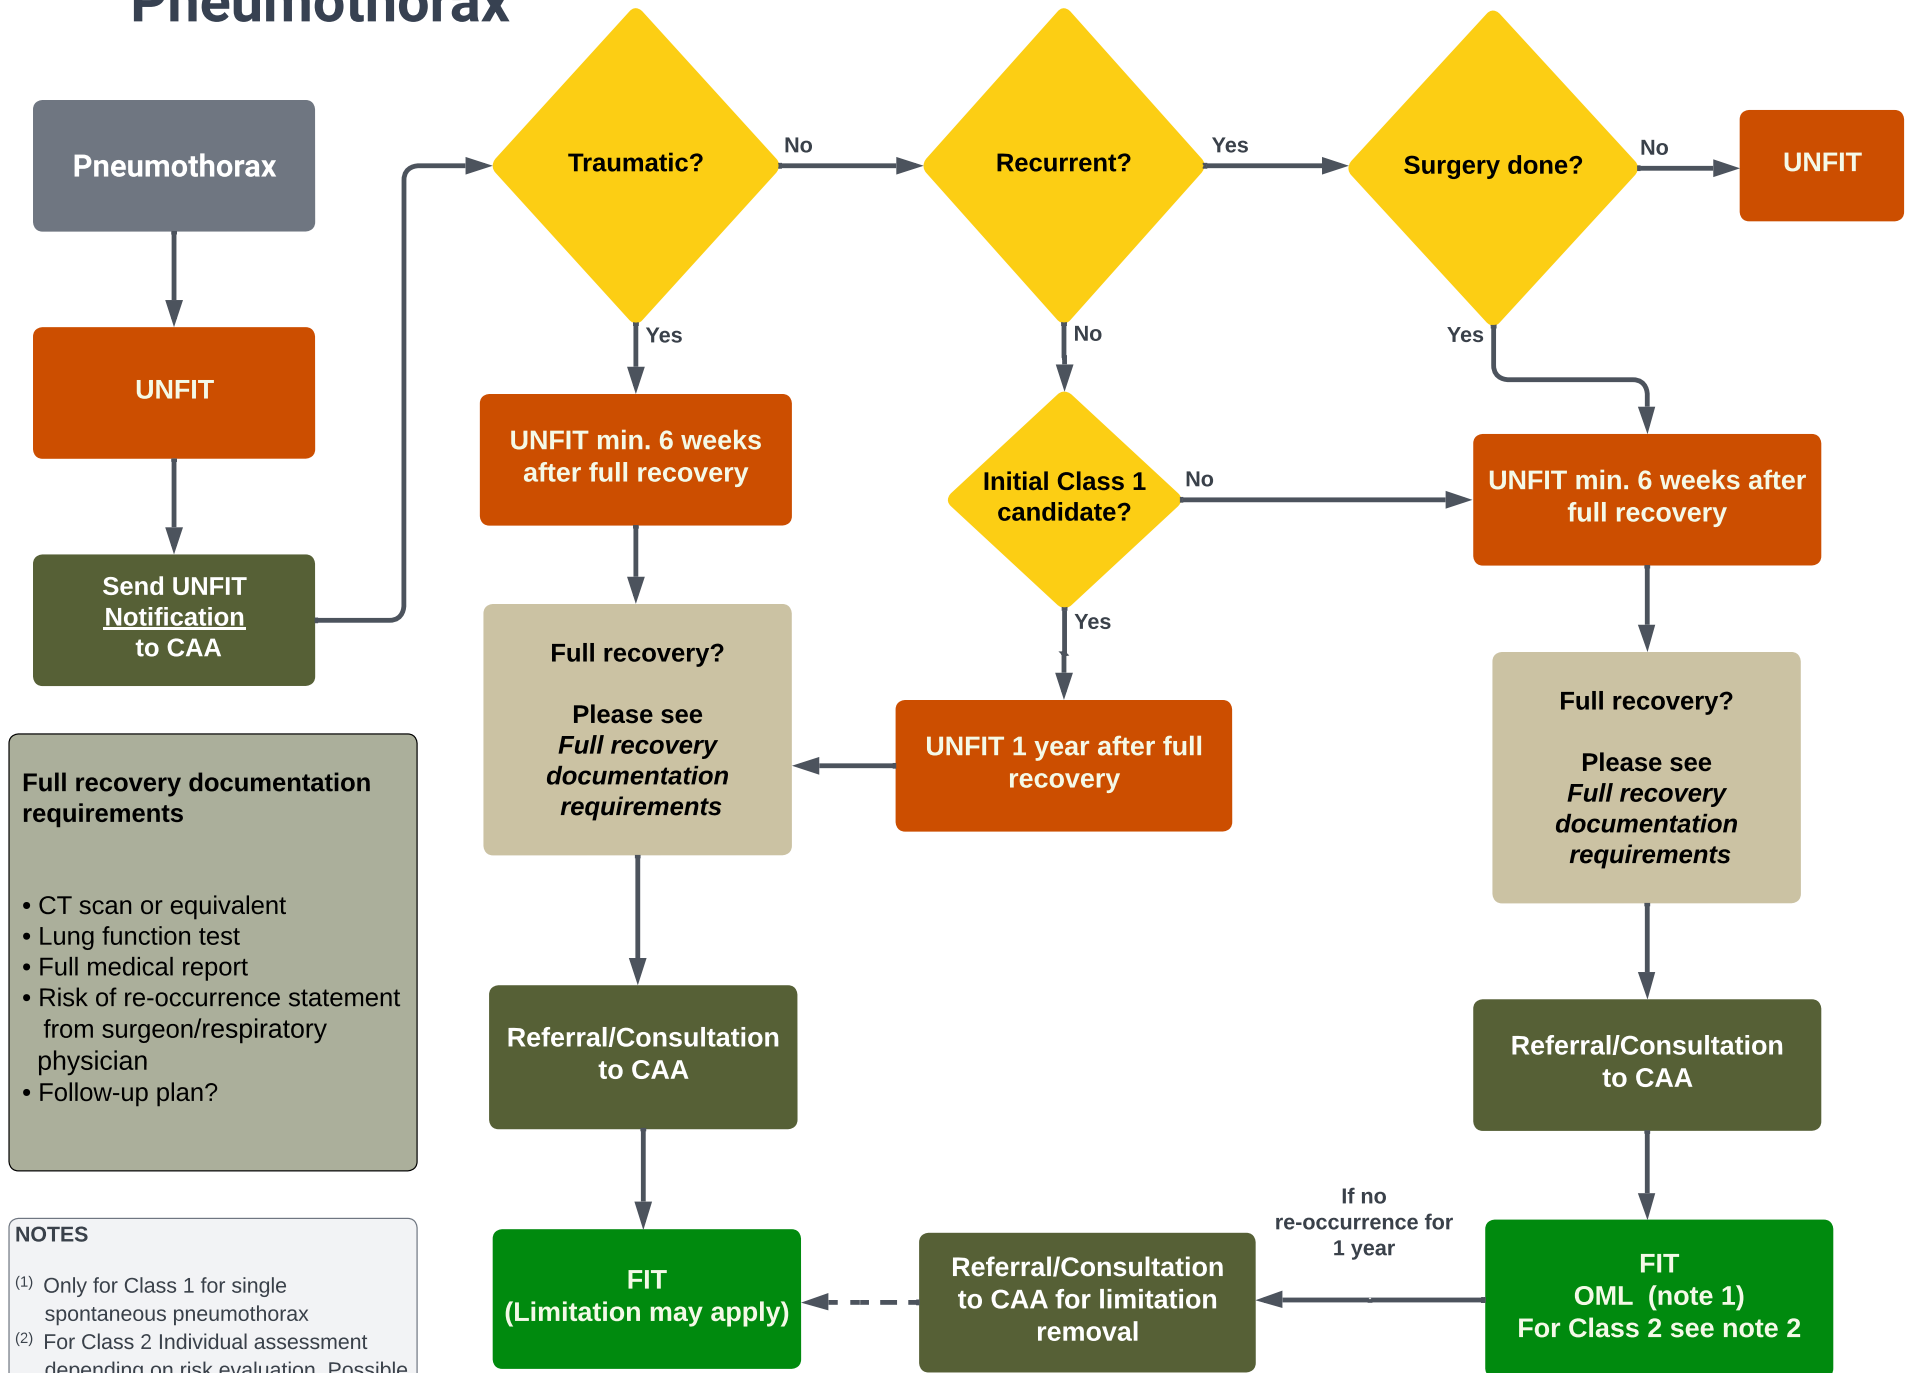 Pneumothorax
Pneumothorax
UNFIT
Send UNFIT
Notification
to CAA
Traumatic?
No
Yes
Recurrent?
Yes
No
Surgery done?
No
Yes
UNFIT
UNFIT min. 6 weeks
after full recovery
Initial Class 1
candidate?
No
Yes
UNFIT min. 6 weeks after
full recovery
Full recovery?
Please see
Full recovery
documentation
requirements
UNFIT 1 year after full
recovery
Full recovery?
Please see
Full recovery
documentation
requirements
Full recovery documentation
requirements
• CT scan or equivalent
• Lung function test
• Full medical report
• Risk of re-occurrence statement
from surgeon/respiratory
physician
• Follow-up plan?
Referral/Consultation
to CAA
Referral/Consultation
to CAA
FIT
(Limitation may apply)
Referral/Consultation
to CAA for limitation
removal
If no
re-occurrence for
1 year
FIT
OML (note 1)
For Class 2 see note 2
NOTES
(1) Only for Class 1 for single
spontaneous pneumothorax
(2) For Class 2 Individual assessment
depending on risk evaluation. Possible